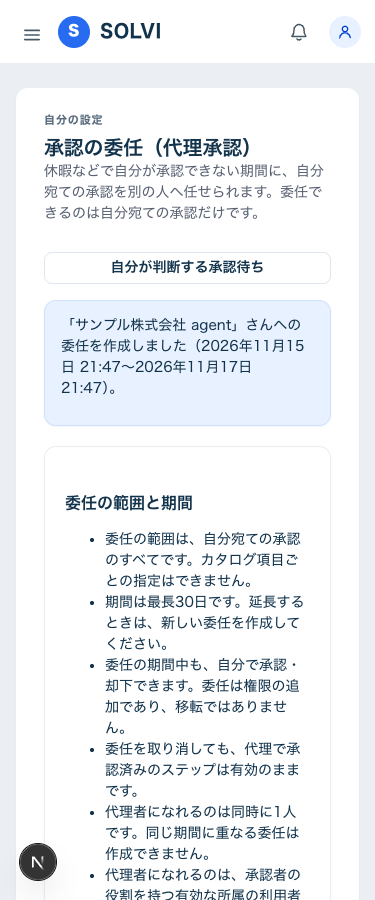 S SOLVI
自分の設定
承認の委任（代理承認）
休暇などで自分が承認できない期間に、自分
宛ての承認を別の人へ任せられます。委任で
きるのは自分宛ての承認だけです。
自分が判断する承認待ち
「サンプル株式会社 agent」さんへの
委任を作成しました（2026年11月15
日 21:47〜2026年11月17日
21:47）。
委任の範囲と期間
• 委任の範囲は、自分宛ての承認
のすべてです。カタログ項目ご
との指定はできません。
• 期間は最長30日です。延長する
ときは、新しい委任を作成して
ください。
• 委任の期間中も、自分で承認・
却下できます。委任は権限の追
加であり、移転ではありませ
ん。
• 委任を取り消しても、代理で承
認済みのステップは有効のまま
です。
• 代理者になれるのは同時に1人
です。同じ期間に重なる委任は
作成できません。
• 代理者になれるのは、承認者の
役割を持つ有効な所属の利用者
N